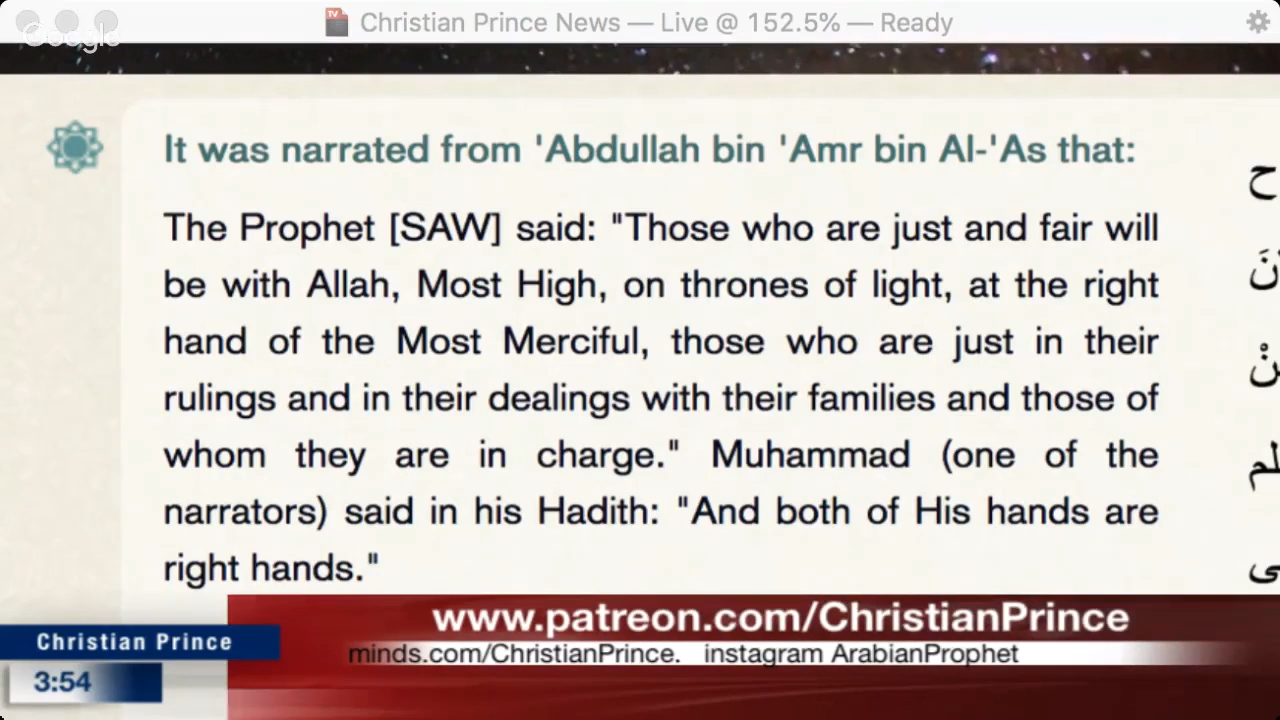 Christian Prince News — Live @ 152.5% — Ready
Google
It was narrated from 'Abdullah bin 'Amr bin Al-'As that:
The Prophet [SAW] said: "Those who are just and fair will
be with Allah, Most High, on thrones of light, at the right
hand of the Most Merciful, those who are just in their
rulings and in their dealings with their families and those of
whom they are in charge." Muhammad (one of the
narrators) said in his Hadith: "And both of His hands are
right hands."
www.patreon.com/ChristianPrince
Christian Prince
minds.com/ChristianPrince. instagram ArabianProphet
3:54